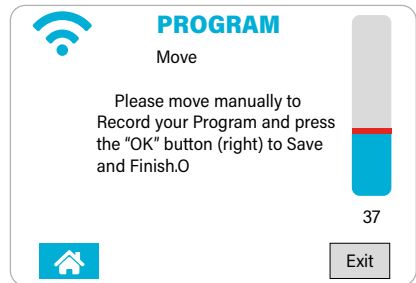 PROGRAM
Move
Please move manually to
Record your Program and press
the “OK” button (right) to Save
and Finish.O
37
Exit